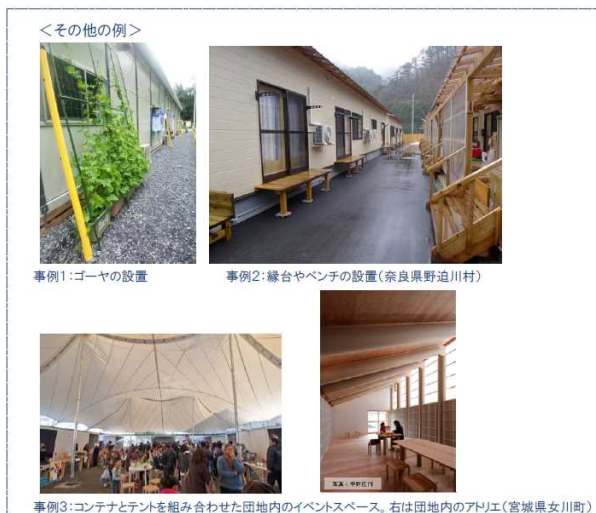 ＜その他の例＞
事例1：ゴーヤの設置
事例2：縁台やベンチの設置（奈良県野迫川村）
事例3：コンテナとテントを組み合わせた団地内のイベントスペース。右は団地内のアトリエ（宮城県女川町）